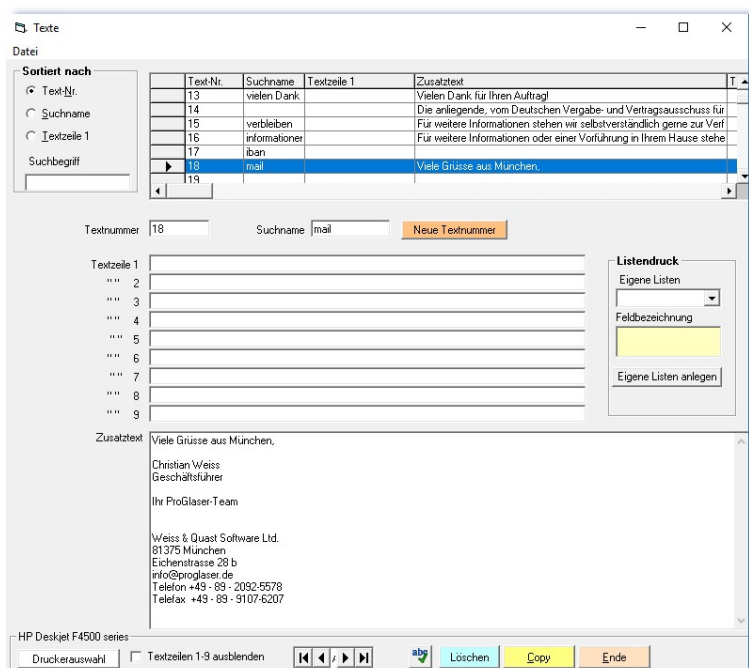 Texte
Datei
Sortiert nach
Text-Nr.
Suchname
Textzeile 1
Suchbegriff
Text-Nr. Suchname Textzeile 1 Zusatztext T
13 vielen Dank Vielen Dank für Ihren Auftrag!
14 Die anliegende, vom Deutschen Vergabe- und Vertragsausschuss für
15 verbleiben Für weitere Informationen stehen wir selbstverständlich gerne zur Verf
16 informationer Für weitere Informationen oder einer Vorführung in Ihrem Hause stehe
17 iban
18 mail Viele Grüsse aus München,
19
Textnummer 18 Suchname mail Neue Textnummer
Textzeile 1
"" 2
"" 3
"" 4
"" 5
"" 6
"" 7
"" 8
"" 9
Listendruck
Eigene Listen
Feldbezeichnung
Eigene Listen anlegen
Zusatztext
Viele Grüsse aus München,
Christian Weiss
Geschäftsführer
Ihr ProGlaser-Team
Weiss & Quast Software Ltd.
81375 München
Eichenstrasse 28 b
info@proglaser.de
Telefon +49 - 89 - 2092-5578
Telefax +49 - 89 - 9107-6207
HP Deskjet F4500 series
Druckerauswahl Textzeilen 1-9 ausblenden abc Löschen Copy Ende